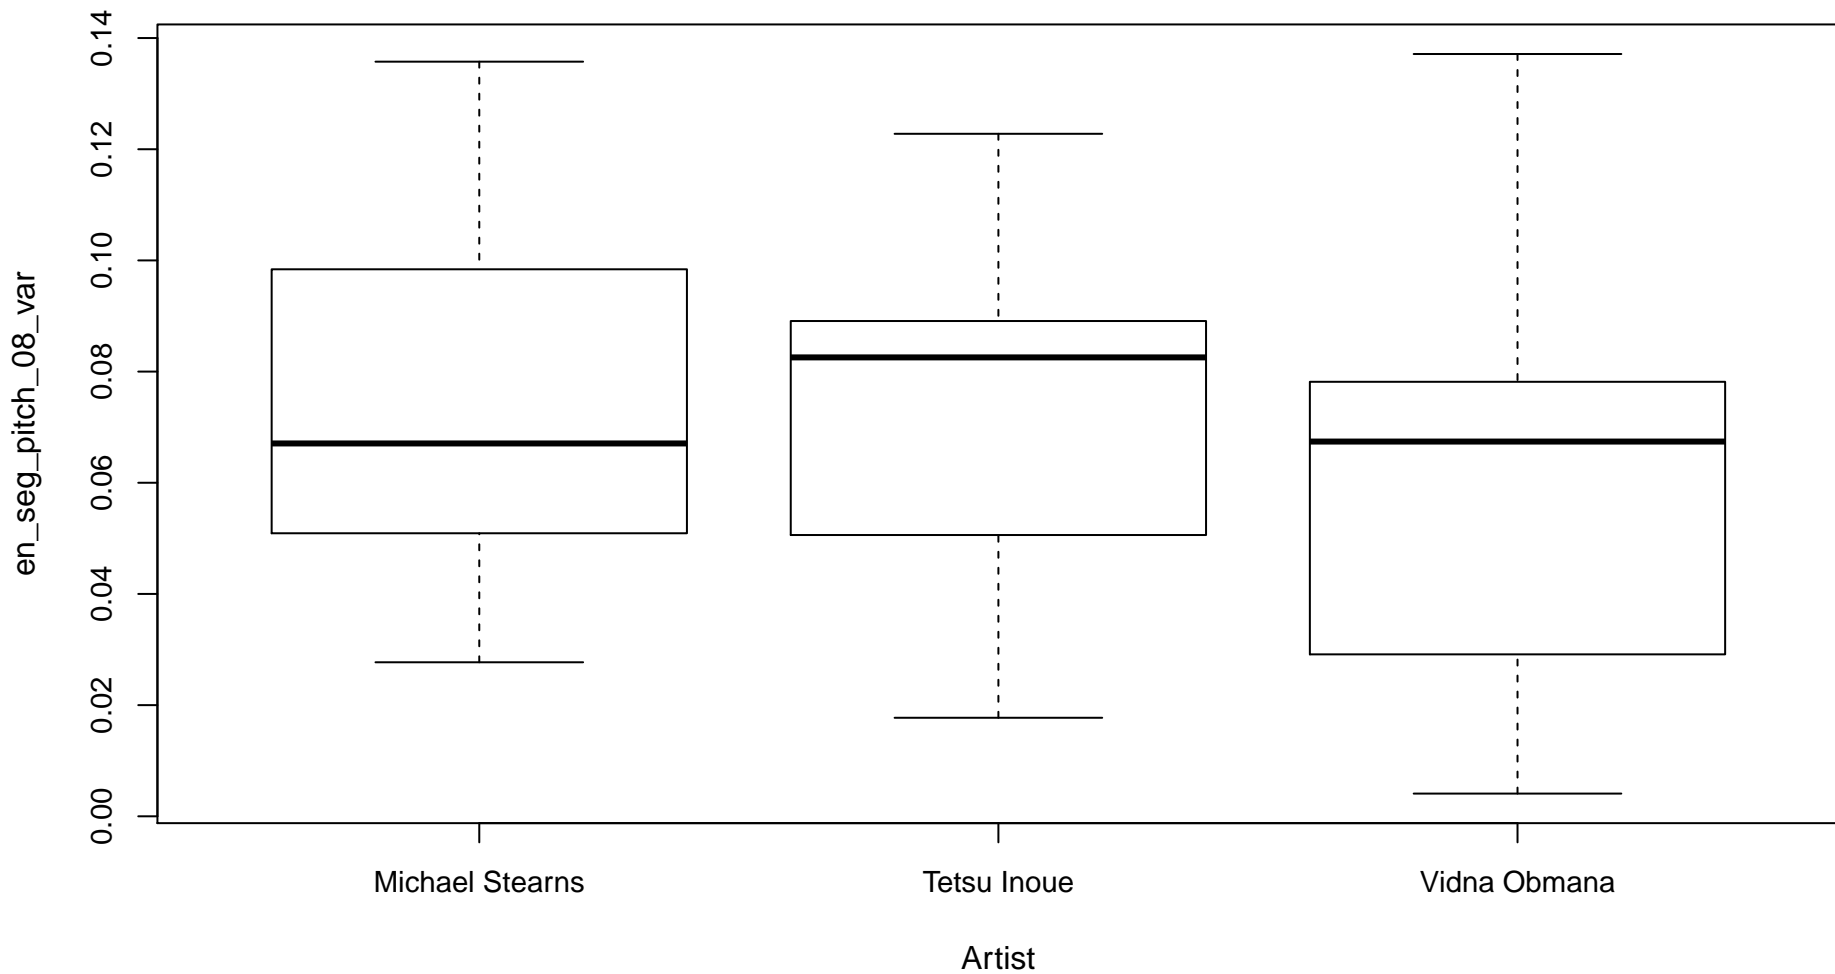 en_seg_pitch_08_var
0.14
0.12
0.10
0.08
0.06
0.04
0.02
0.00
Michael Stearns
Tetsu Inoue
Vidna Obmana
Artist